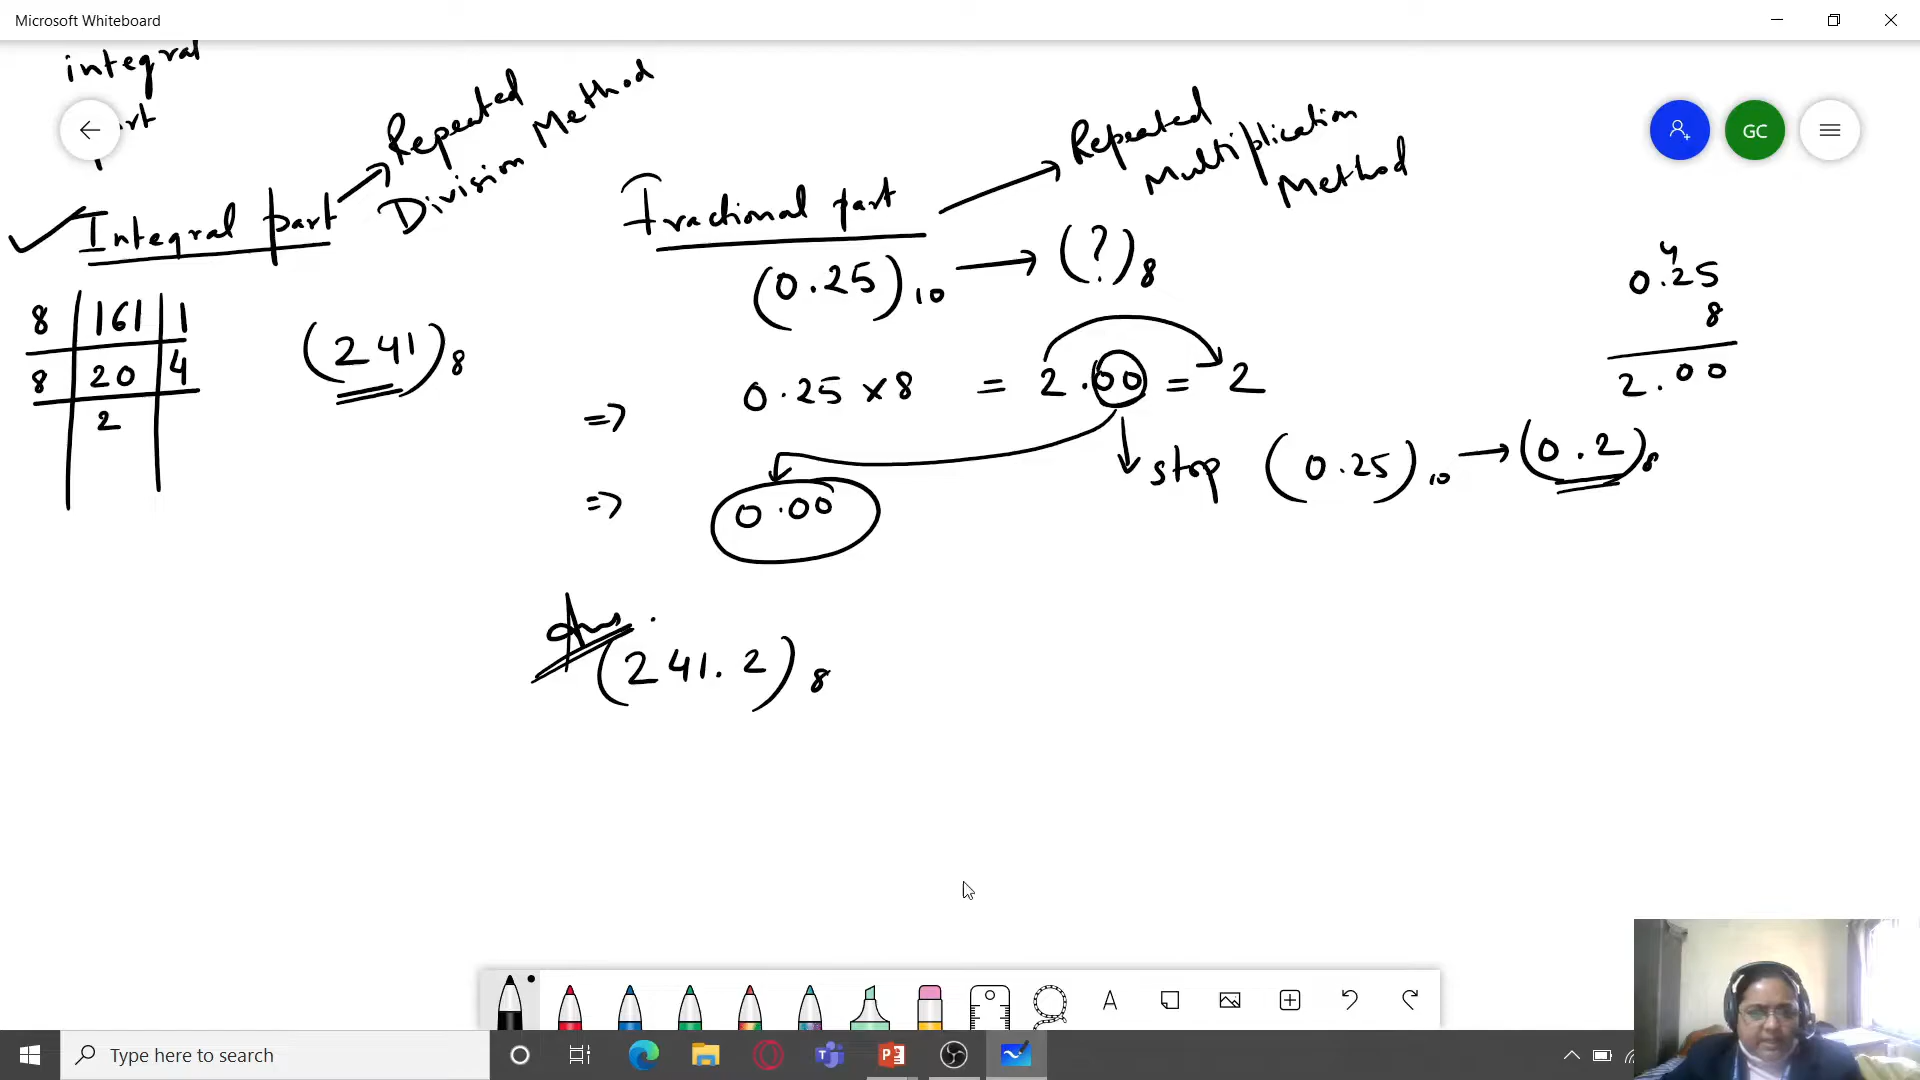 Microsoft Whiteboard
integral
part
Repeated
Division Method
Repeated
Multiplication
Method
GC
Integral part
Fractional part
(0.25)10 → (?)8
8 | 161 | 1
8 | 20 | 4
2
(241)8
4
0.25
8
2.00
=> 0.25 × 8 = 2.00 = 2
stop (0.25)10 → (0.2)8
=> 0.00
Ans.
(241.2)8
Type here to search